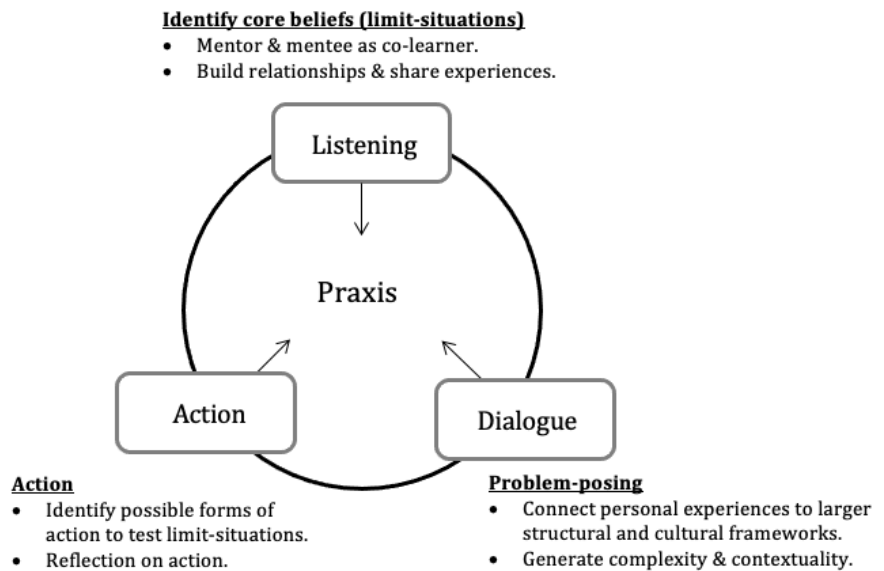 Identify core beliefs (limit-situations)
• Mentor & mentee as co-learner.
• Build relationships & share experiences.
Listening
Praxis
Action
Dialogue
Action
• Identify possible forms of
action to test limit-situations.
• Reflection on action.
Problem-posing
• Connect personal experiences to larger
structural and cultural frameworks.
• Generate complexity & contextuality.